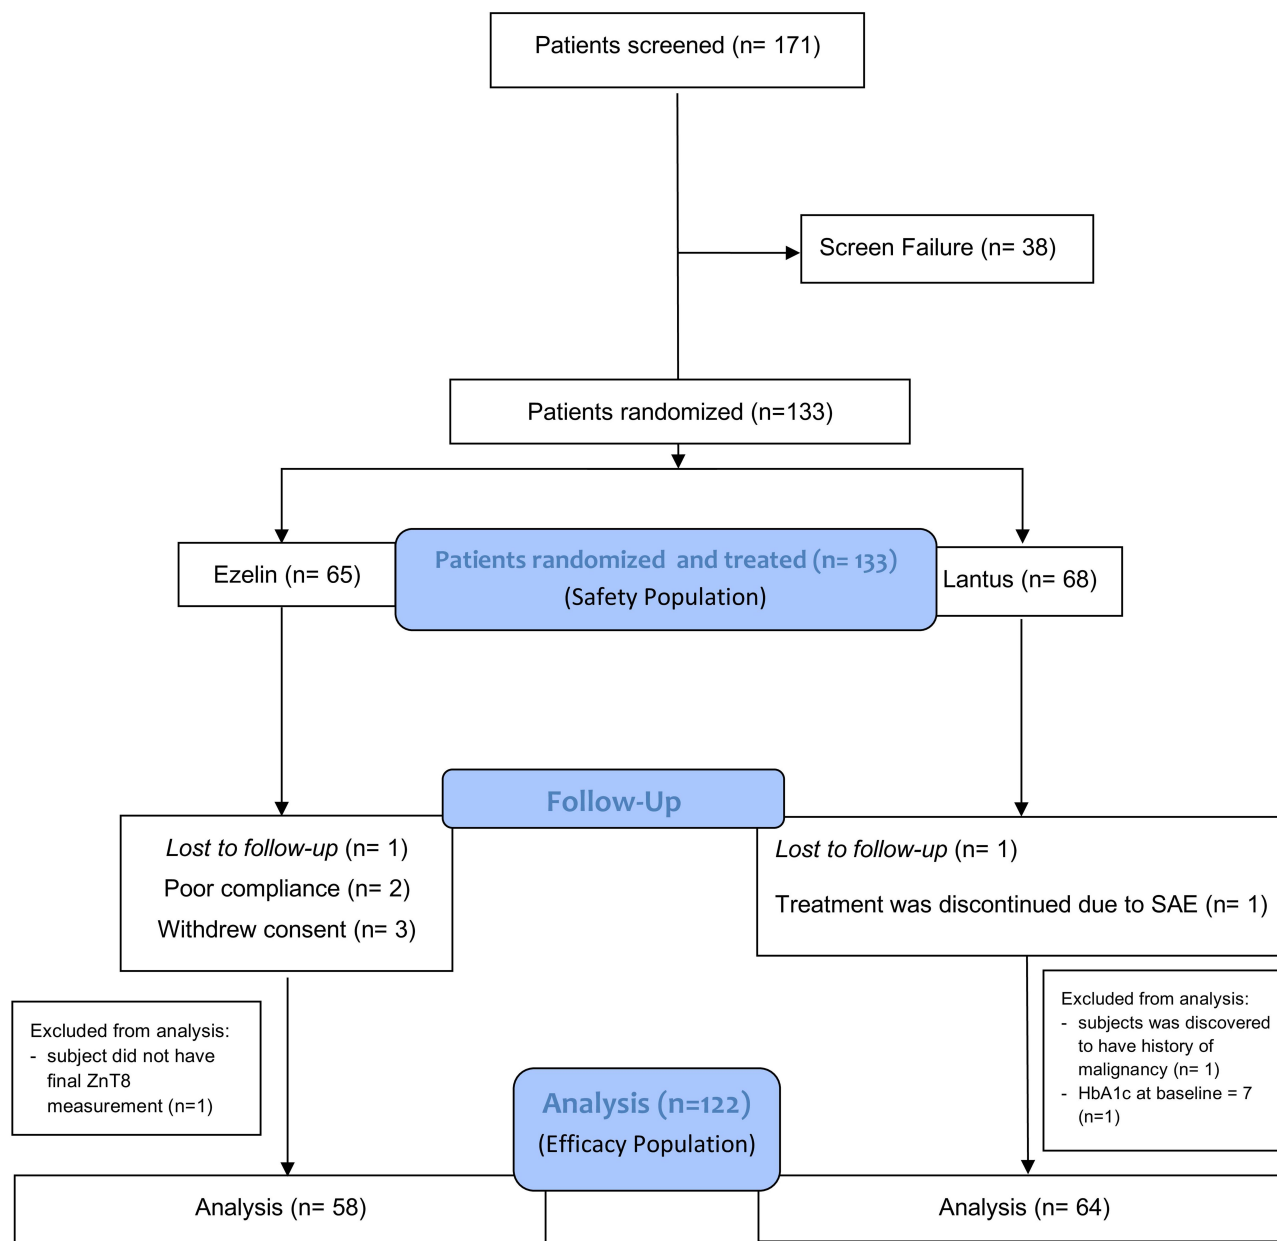 Patients screened (n= 171)
Screen Failure (n= 38)
Patients randomized (n=133)
Ezelin (n= 65)
Patients randomized  and treated (n= 133)
(Safety Population)
Lantus (n= 68)
Follow-Up
Lost to follow-up (n= 1)
Poor compliance (n= 2)
Withdrew consent (n= 3)
Lost to follow-up (n= 1)
Treatment was discontinued due to SAE (n= 1)
Excluded from analysis:
- subject did not have
final ZnT8
measurement (n=1)
Excluded from analysis:
- subjects was discovered
to have history of
malignancy (n= 1)
- HbA1c at baseline = 7
(n=1)
Analysis (n=122)
(Efficacy Population)
Analysis (n= 58)
Analysis (n= 64)